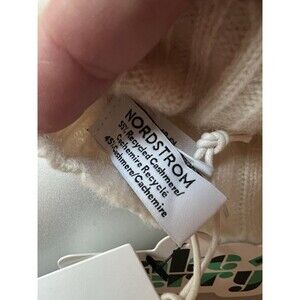 NORDSTROM
55% Recycled Cashmere/
Cachemire Recyclé
45% Cashmere/Cachemire